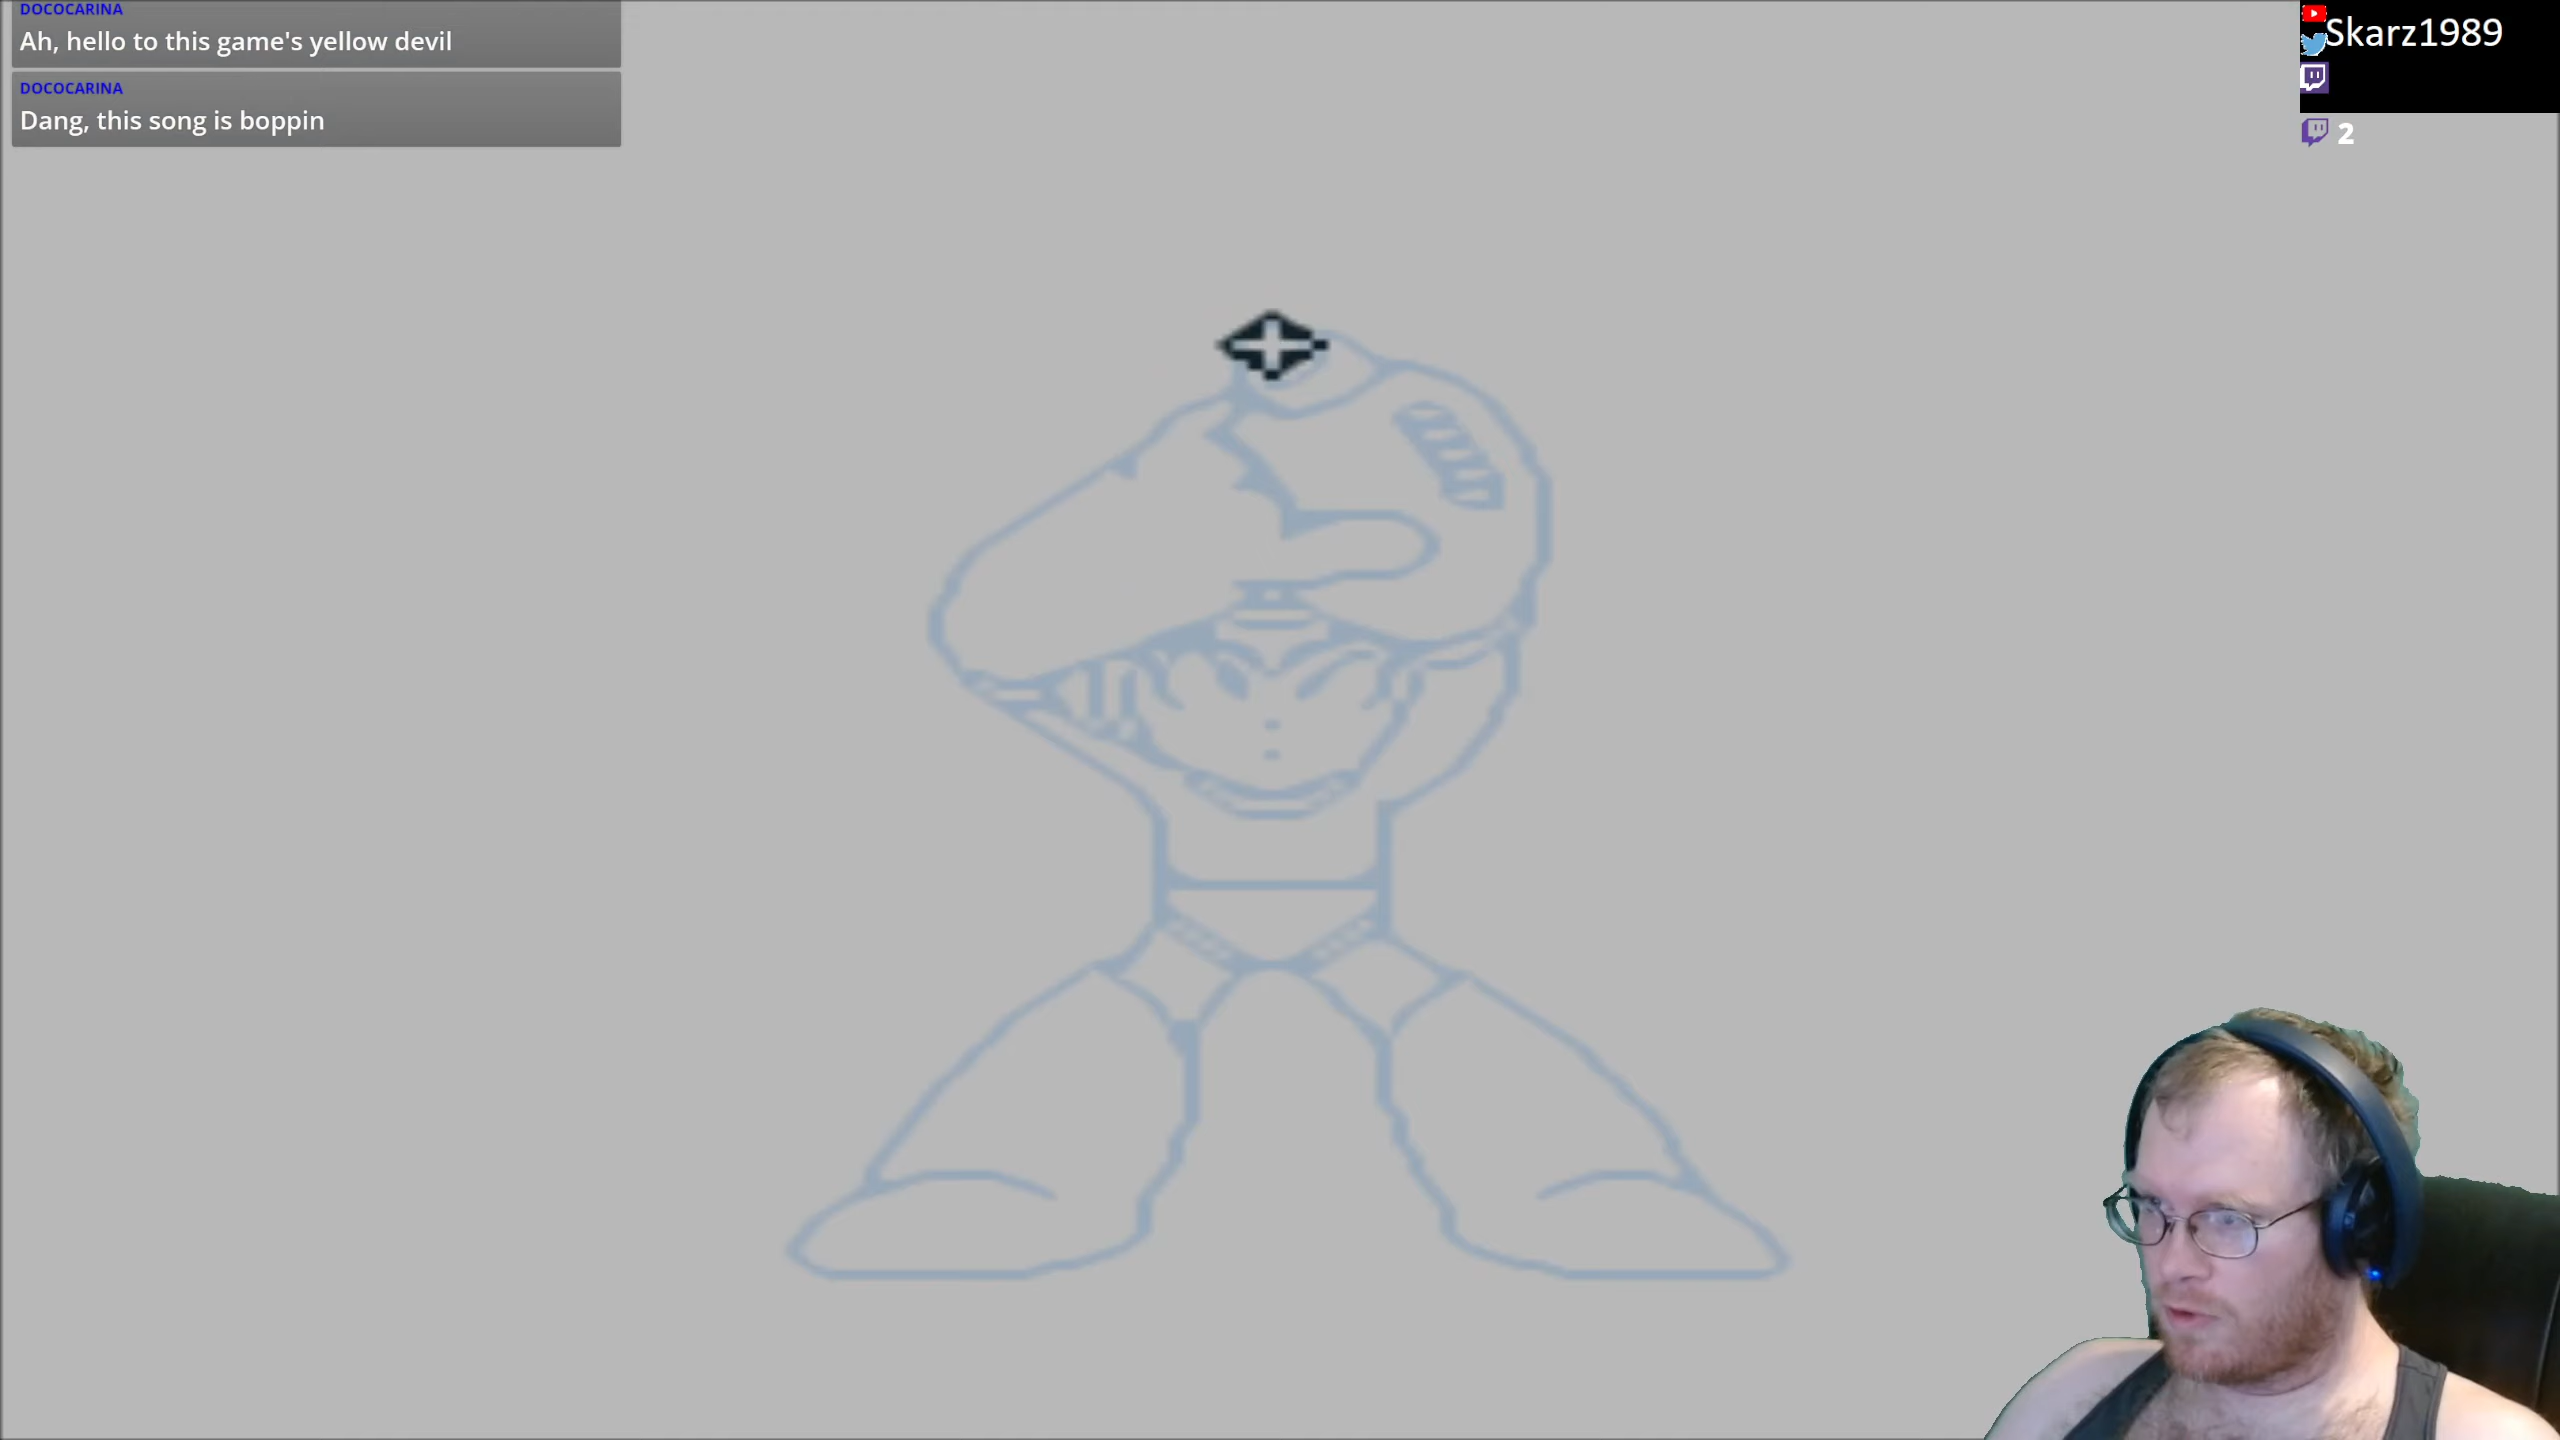 DOCOCARINA
Ah, hello to this game's yellow devil
DOCOCARINA
Dang, this song is boppin
Skarz1989
2